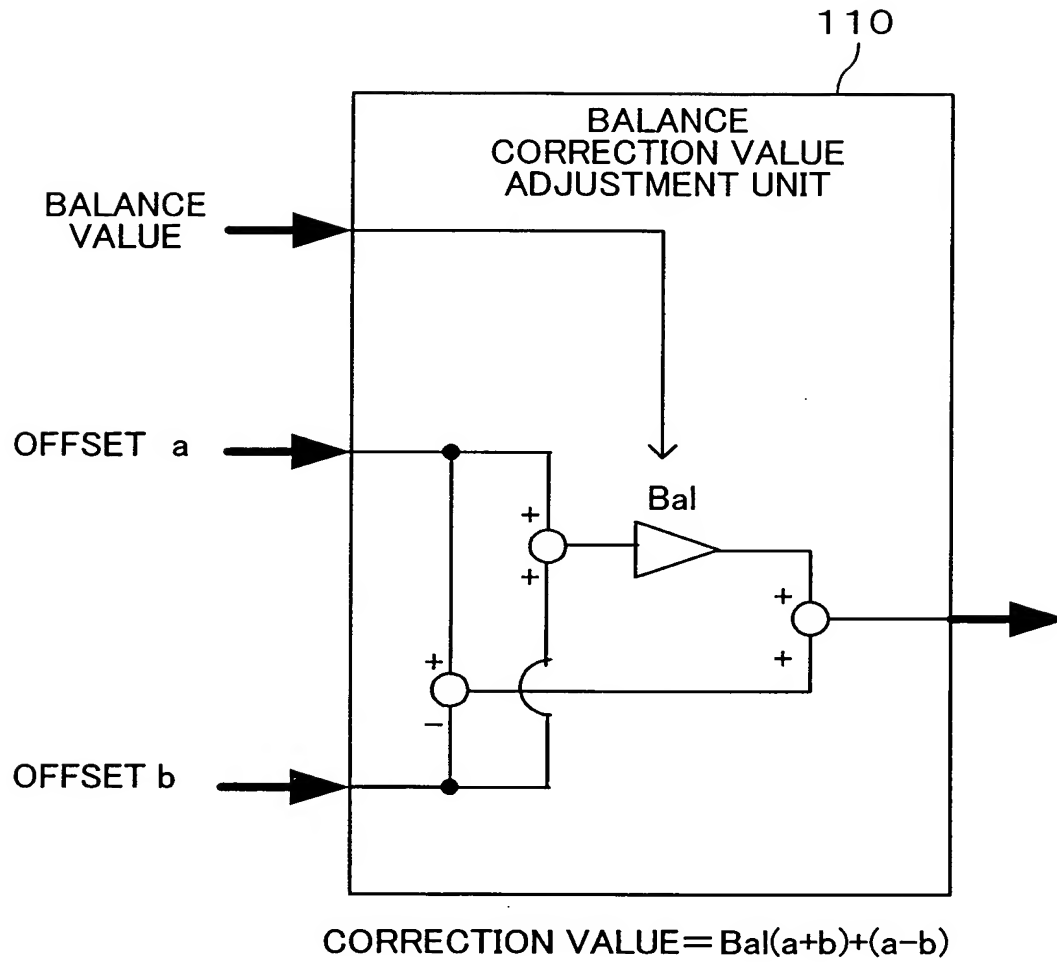 110
BALANCE
CORRECTION VALUE
ADJUSTMENT UNIT
BALANCE
VALUE
OFFSET a
Bal
+
+
+
+
+
−
OFFSET b
CORRECTION VALUE=Bal(a+b)+(a−b)